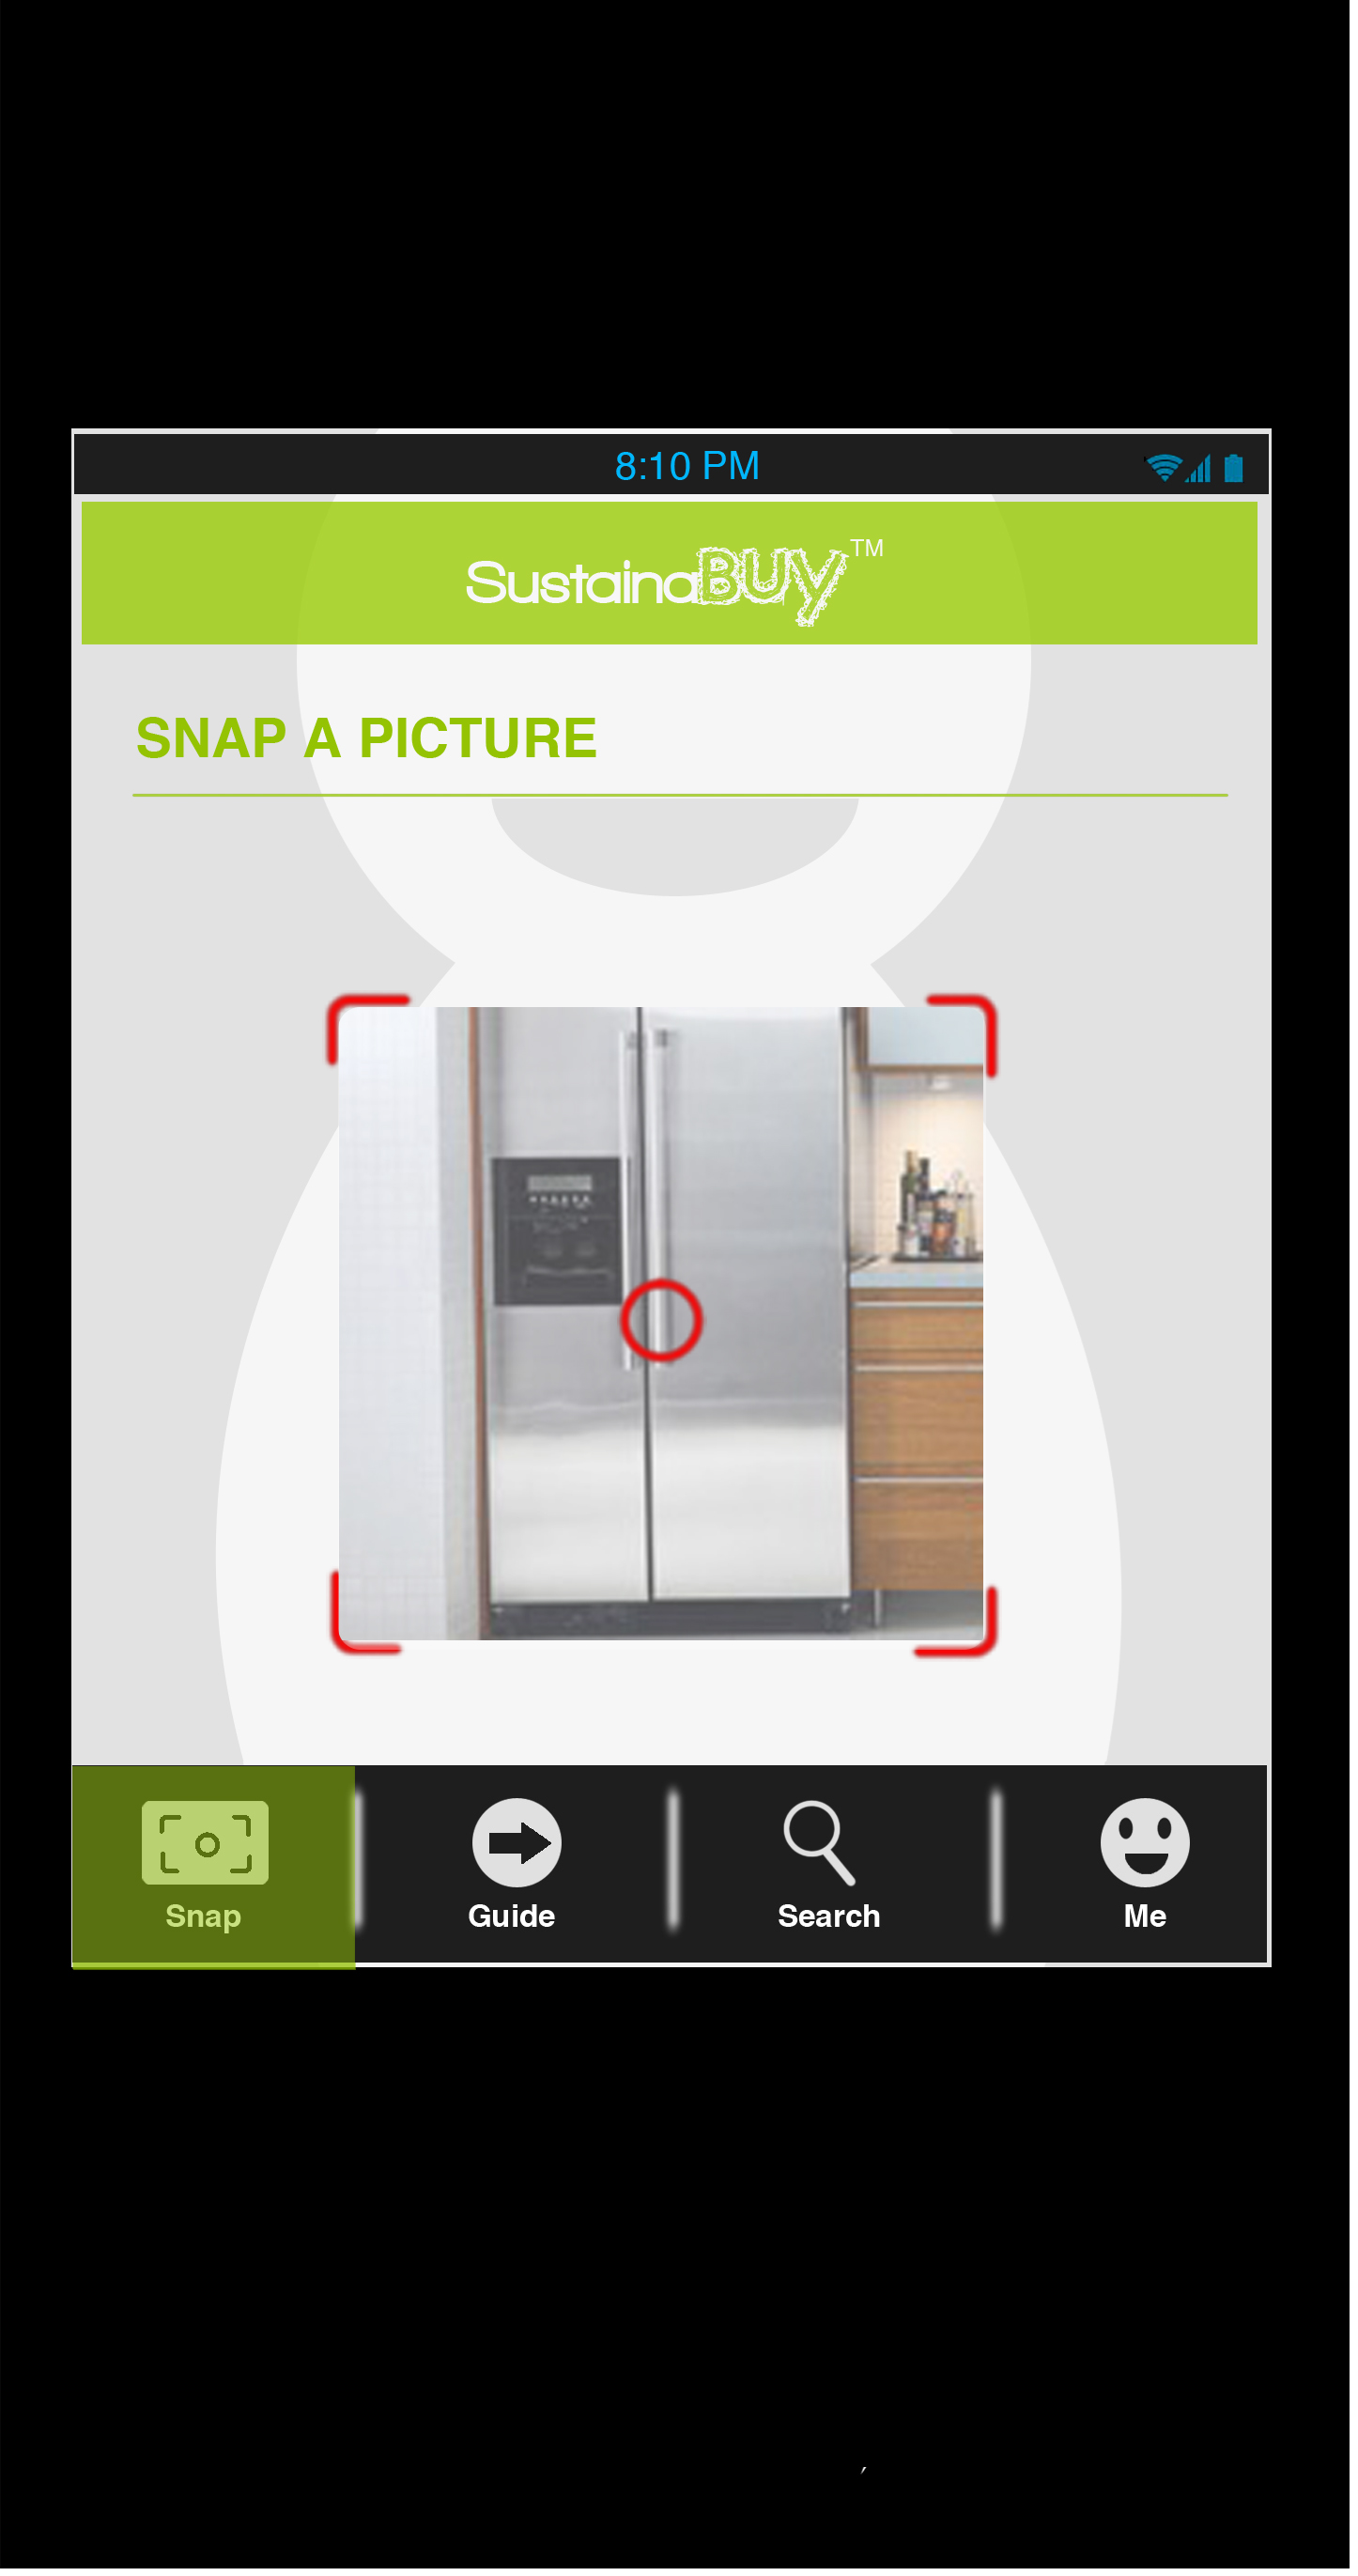 8:10 PM
SustainaBUY™
SNAP A PICTURE
Snap
Guide
Search
Me